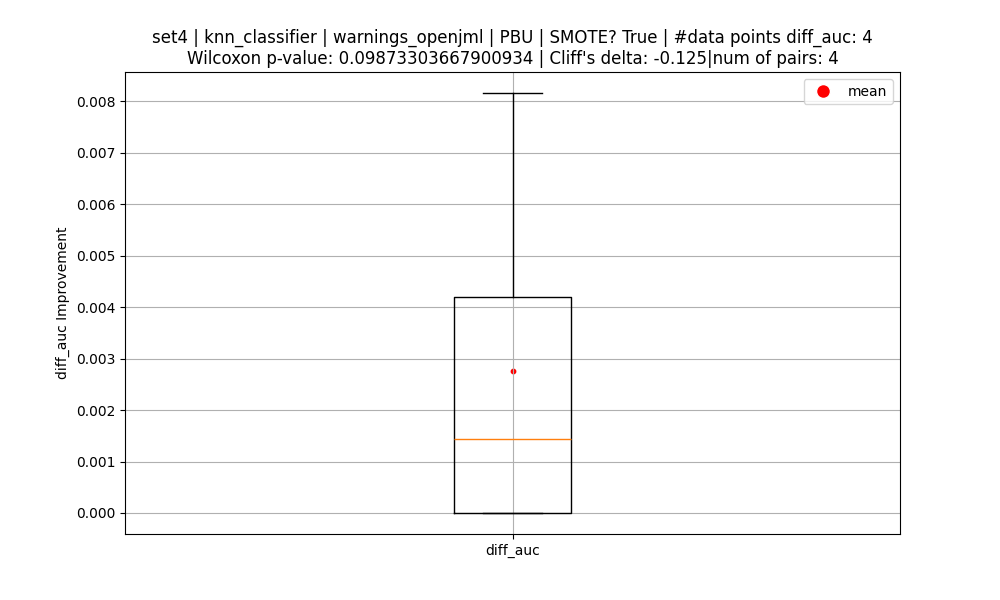 set4 | knn_classifier | warnings_openjml | PBU | SMOTE? True | #data points diff_auc: 4
Wilcoxon p-value: 0.09873303667900934 | Cliff's delta: -0.125|num of pairs: 4
mean
0.008
0.007
0.006
0.005
0.004
0.003
0.002
0.001
0.000
diff_auc Improvement
diff_auc